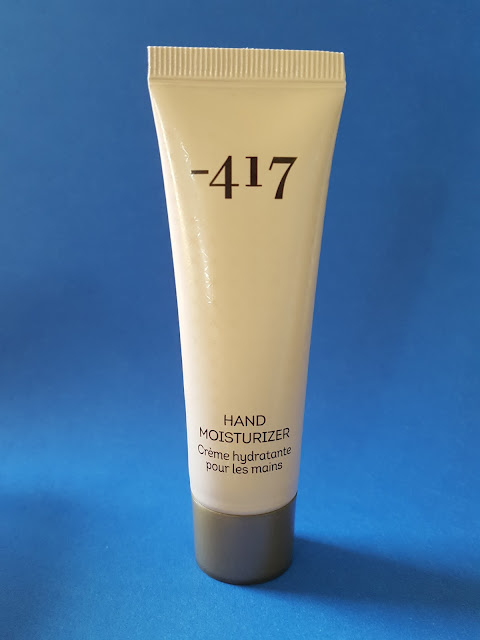 -417
HAND
MOISTURIZER
Crème hydratante
pour les mains